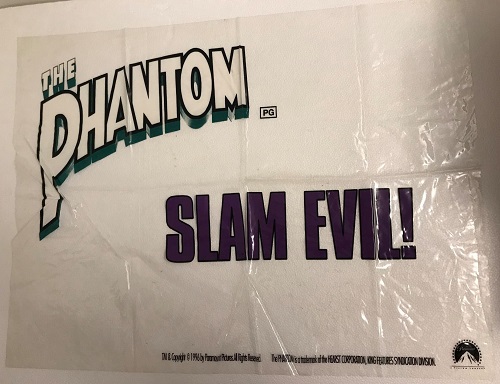 THE
PHANTOM
PG
SLAM EVIL!
TM & Copyright © 1996 by Paramount Pictures. All Rights Reserved. The PHANTOM is a trademark of the HEARST CORPORATION, KING FEATURES SYNDICATION DIVISION.